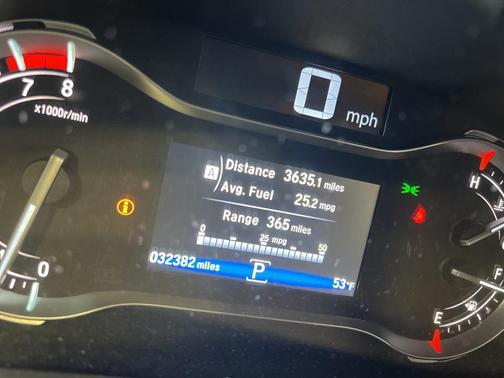 0 mph
7 8
x1000r/min
0
A Distance 3635.1 miles
Avg. Fuel 25.2 mpg
Range 365 miles
0 25 mpg 50
032382 miles P 53°F
H
F
E